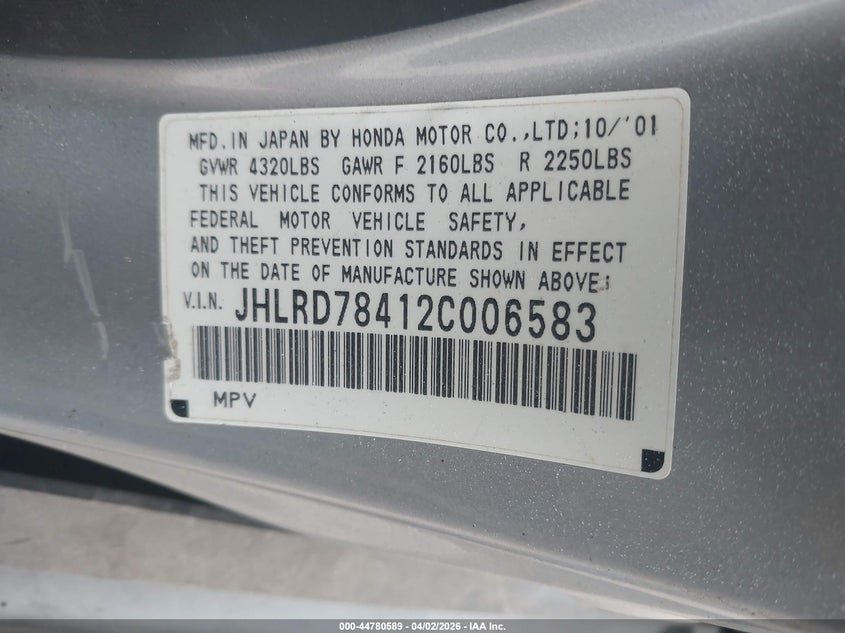 MFD. IN JAPAN BY HONDA MOTOR CO.,LTD;10/'01
GVWR 4320LBS GAWR F 2160LBS R 2250LBS
THIS VEHICLE CONFORMS TO ALL APPLICABLE
FEDERAL MOTOR VEHICLE SAFETY,
AND THEFT PREVENTION STANDARDS IN EFFECT
ON THE DATE OF MANUFACTURE SHOWN ABOVE;
V.I.N. JHLRD78412C006583
MPV
000-44780589 - 04/02/2026 - IAA Inc.